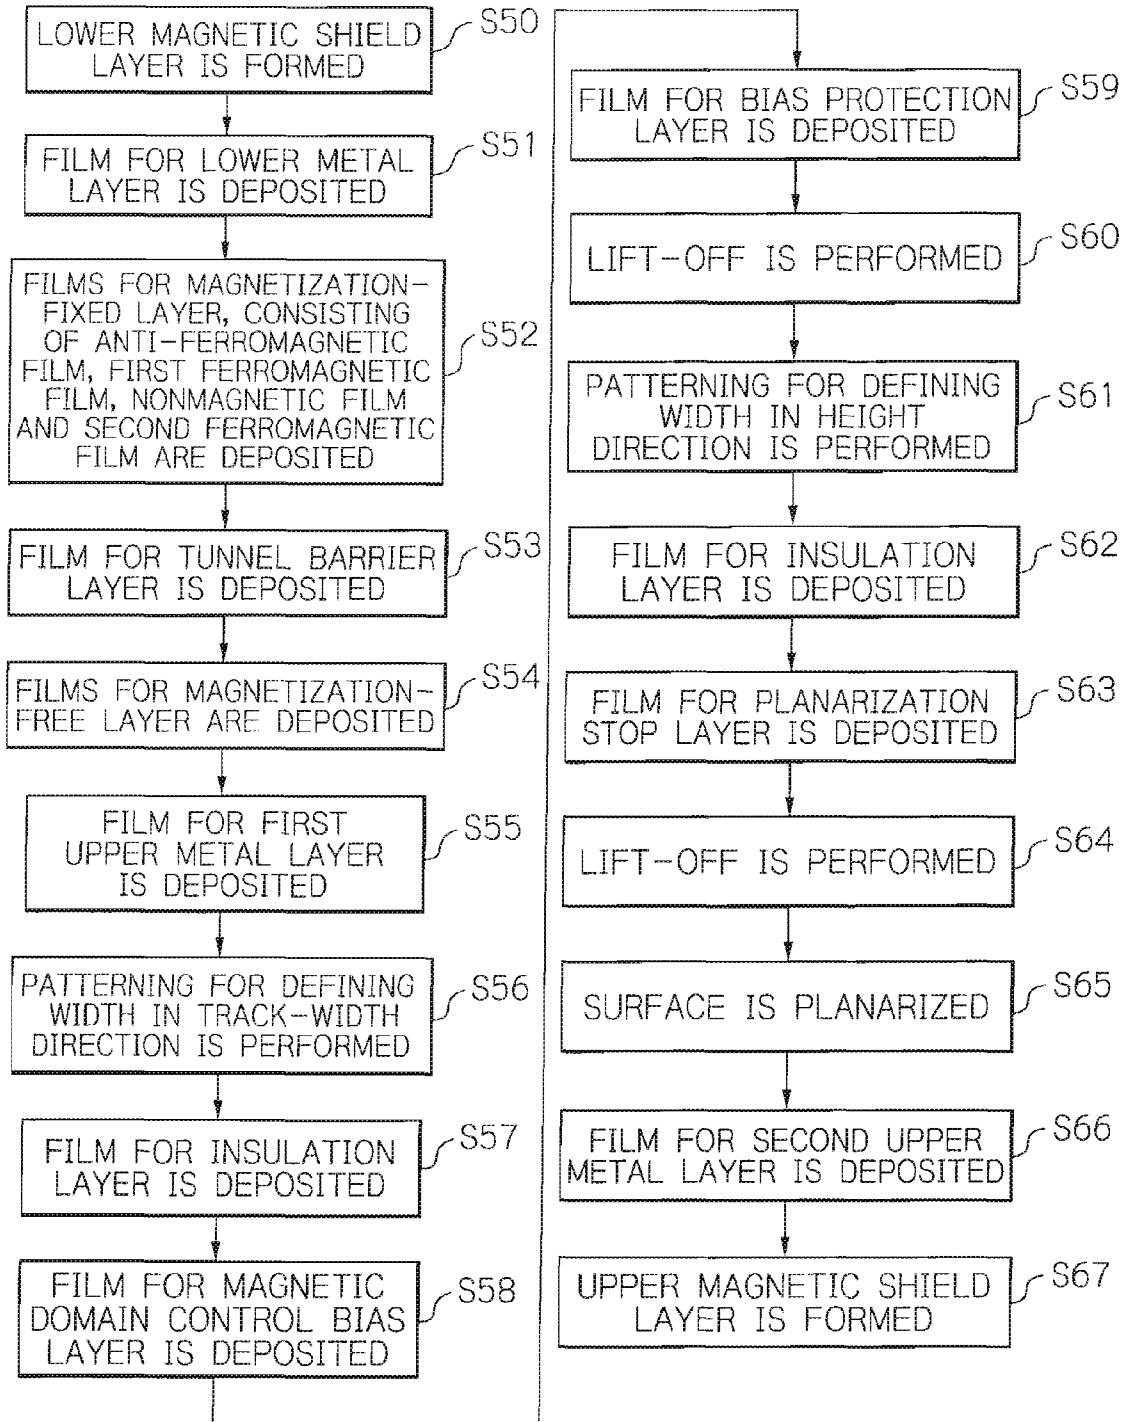 LOWER MAGNETIC SHIELD
LAYER IS FORMED
S50
FILM FOR LOWER METAL
LAYER IS DEPOSITED
S51
FILMS FOR MAGNETIZATION-
FIXED LAYER, CONSISTING
OF ANTI-FERROMAGNETIC
FILM, FIRST FERROMAGNETIC
FILM, NONMAGNETIC FILM
AND SECOND FERROMAGNETIC
FILM ARE DEPOSITED
S52
FILM FOR TUNNEL BARRIER
LAYER IS DEPOSITED
S53
FILMS FOR MAGNETIZATION-
FREE LAYER ARE DEPOSITED
S54
FILM FOR FIRST
UPPER METAL LAYER
IS DEPOSITED
S55
PATTERNING FOR DEFINING
WIDTH IN TRACK-WIDTH
DIRECTION IS PERFORMED
S56
FILM FOR INSULATION
LAYER IS DEPOSITED
S57
FILM FOR MAGNETIC
DOMAIN CONTROL BIAS
LAYER IS DEPOSITED
S58
FILM FOR BIAS PROTECTION
LAYER IS DEPOSITED
S59
LIFT-OFF IS PERFORMED
S60
PATTERNING FOR DEFINING
WIDTH IN HEIGHT
DIRECTION IS PERFORMED
S61
FILM FOR INSULATION
LAYER IS DEPOSITED
S62
FILM FOR PLANARIZATION
STOP LAYER IS DEPOSITED
S63
LIFT-OFF IS PERFORMED
S64
SURFACE IS PLANARIZED
S65
FILM FOR SECOND UPPER
METAL LAYER IS DEPOSITED
S66
UPPER MAGNETIC SHIELD
LAYER IS FORMED
S67